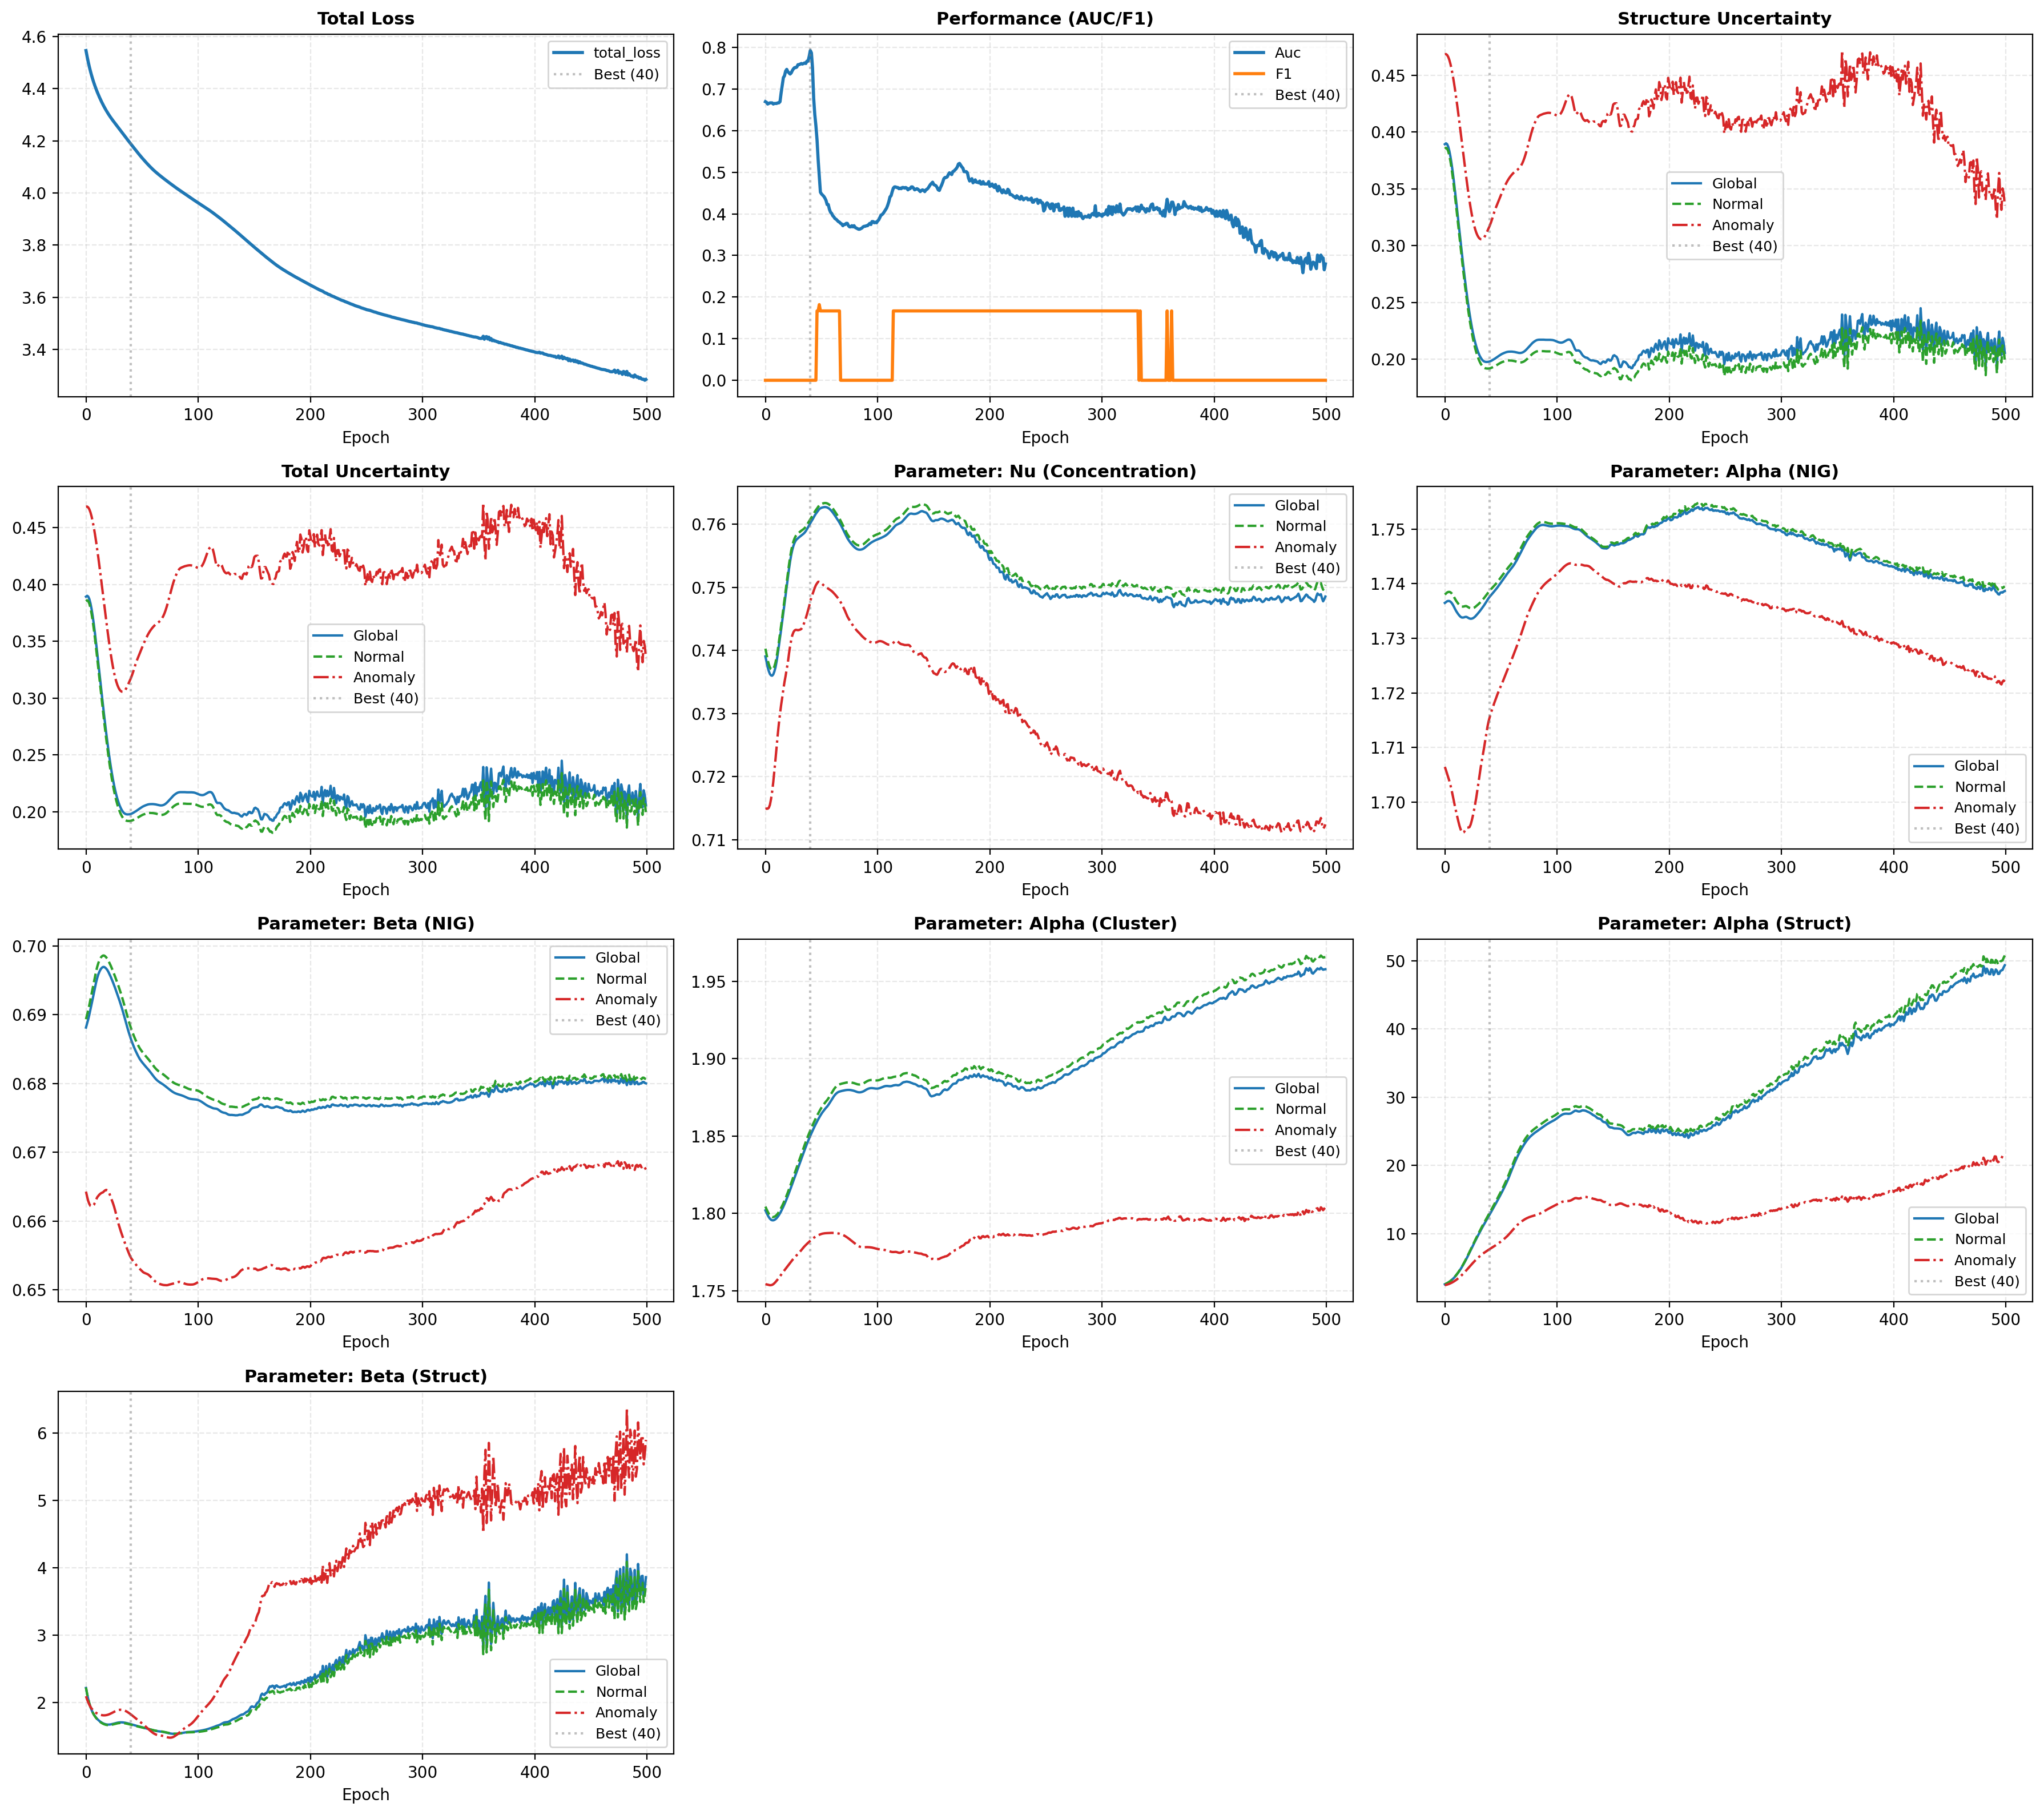 Total Loss
4.6
4.4
4.2
4.0
3.8
3.6
3.4
0 100 200 300 400 500
Epoch
total_loss
Best (40)
Performance (AUC/F1)
0.8
0.7
0.6
0.5
0.4
0.3
0.2
0.1
0.0
0 100 200 300 400 500
Epoch
Auc
F1
Best (40)
Structure Uncertainty
0.45
0.40
0.35
0.30
0.25
0.20
0 100 200 300 400 500
Epoch
Global
Normal
Anomaly
Best (40)
Total Uncertainty
0.45
0.40
0.35
0.30
0.25
0.20
0 100 200 300 400 500
Epoch
Global
Normal
Anomaly
Best (40)
Parameter: Nu (Concentration)
0.76
0.75
0.74
0.73
0.72
0.71
0 100 200 300 400 500
Epoch
Global
Normal
Anomaly
Best (40)
Parameter: Alpha (NIG)
1.75
1.74
1.73
1.72
1.71
1.70
0 100 200 300 400 500
Epoch
Global
Normal
Anomaly
Best (40)
Parameter: Beta (NIG)
0.70
0.69
0.68
0.67
0.66
0.65
0 100 200 300 400 500
Epoch
Global
Normal
Anomaly
Best (40)
Parameter: Alpha (Cluster)
1.95
1.90
1.85
1.80
1.75
0 100 200 300 400 500
Epoch
Global
Normal
Anomaly
Best (40)
Parameter: Alpha (Struct)
50
40
30
20
10
0 100 200 300 400 500
Epoch
Global
Normal
Anomaly
Best (40)
Parameter: Beta (Struct)
6
5
4
3
2
0 100 200 300 400 500
Epoch
Global
Normal
Anomaly
Best (40)